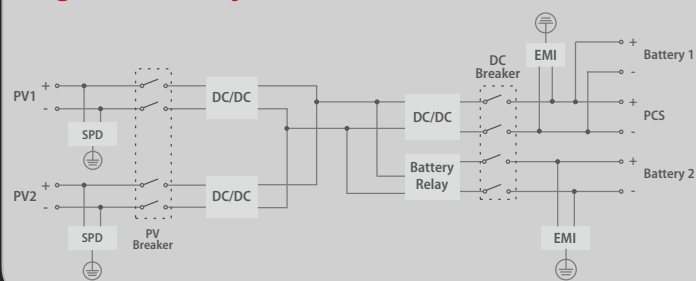 PV1
+
-
SPD
DC/DC
PV2
+
-
SPD
PV
Breaker
DC/DC
DC/DC
Battery
Relay
DC
Breaker
EMI
+
Battery 1
-
+
PCS
-
+
Battery 2
-
EMI